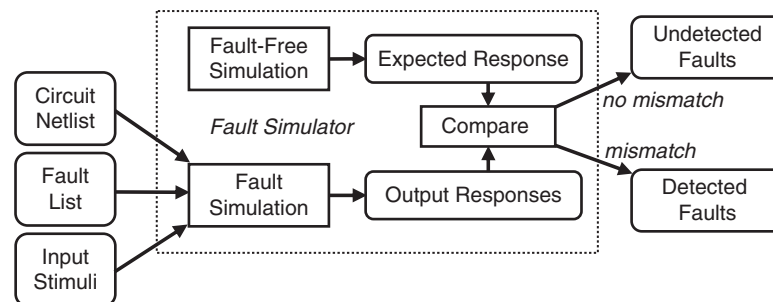 Fault-Free
Simulation
Expected Response
Undetected
Faults
Circuit
Netlist
Fault Simulator
Compare
no mismatch
mismatch
Fault
List
Fault
Simulation
Output Responses
Detected
Faults
Input
Stimuli